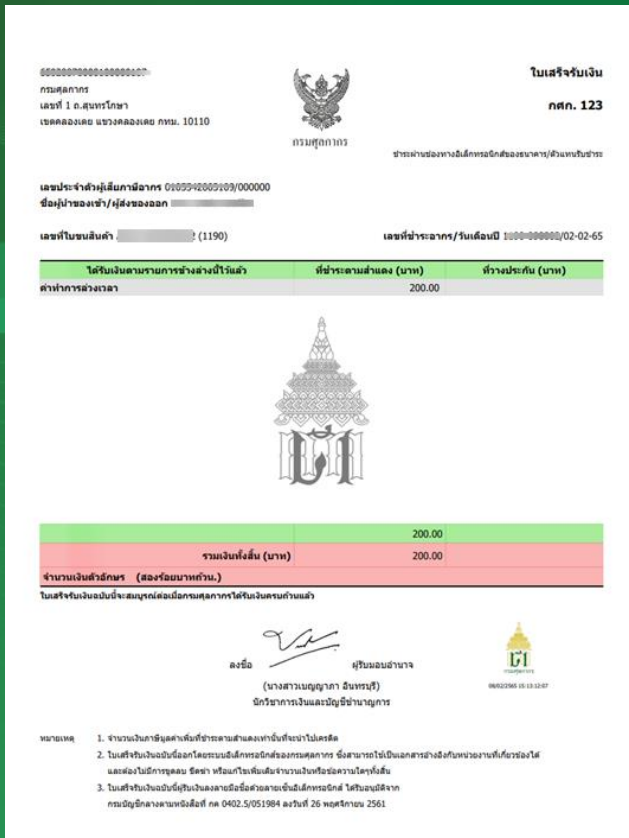 ใบเสร็จรับเงิน
กรมศุลกากร
เลขที่ 1 ถ.สุนทรโกษา
กศก. 123
เขตคลองเตย แขวงคลองเตย กทม. 10110
กรมศุลกากร
ชำระผ่านช่องทางอิเล็กทรอนิกส์ของธนาคาร/ตัวแทนรับชำระ
เลขประจำตัวผู้เสียภาษีอากร /000000
ชื่อผู้นำของเข้า/ผู้ส่งของออก
เลขที่ใบขนสินค้า (1190) เลขที่ชำระอากร/วันเดือนปี /02-02-65
ได้รับเงินตามรายการข้างล่างนี้ไว้แล้ว ที่ชำระตามสำแดง (บาท) ที่วางประกัน (บาท)
ค่าทำการล่วงเวลา 200.00
200.00
รวมเงินทั้งสิ้น (บาท) 200.00
จำนวนเงินตัวอักษร (สองร้อยบาทถ้วน.)
ใบเสร็จรับเงินฉบับนี้จะสมบูรณ์ต่อเมื่อกรมศุลกากรได้รับเงินครบถ้วนแล้ว
ลงชื่อ ผู้รับมอบอำนาจ
(นางสาวเบญญาภา อินทรบุรี)
นักวิชาการเงินและบัญชีชำนาญการ
กรมศุลกากร
08/02/2565 15:13:12:07
หมายเหตุ 1. จำนวนเงินภาษีมูลค่าเพิ่มที่ชำระตามสำแดงเท่านั้นที่จะนำไปเครดิต
2. ใบเสร็จรับเงินฉบับนี้ออกโดยระบบอิเล็กทรอนิกส์ของกรมศุลกากร ซึ่งสามารถใช้เป็นเอกสารอ้างอิงกับหน่วยงานที่เกี่ยวข้องได้
และต้องไม่มีการขูดลบ ขีดฆ่า หรือแก้ไขเพิ่มเติมจำนวนเงินหรือข้อความใดๆทั้งสิ้น
3. ใบเสร็จรับเงินฉบับนี้ผู้รับเงินลงลายมือชื่อด้วยลายเซ็นอิเล็กทรอนิกส์ ได้รับอนุมัติจาก
กรมบัญชีกลางตามหนังสือที่ กค 0402.5/051984 ลงวันที่ 26 พฤศจิกายน 2561